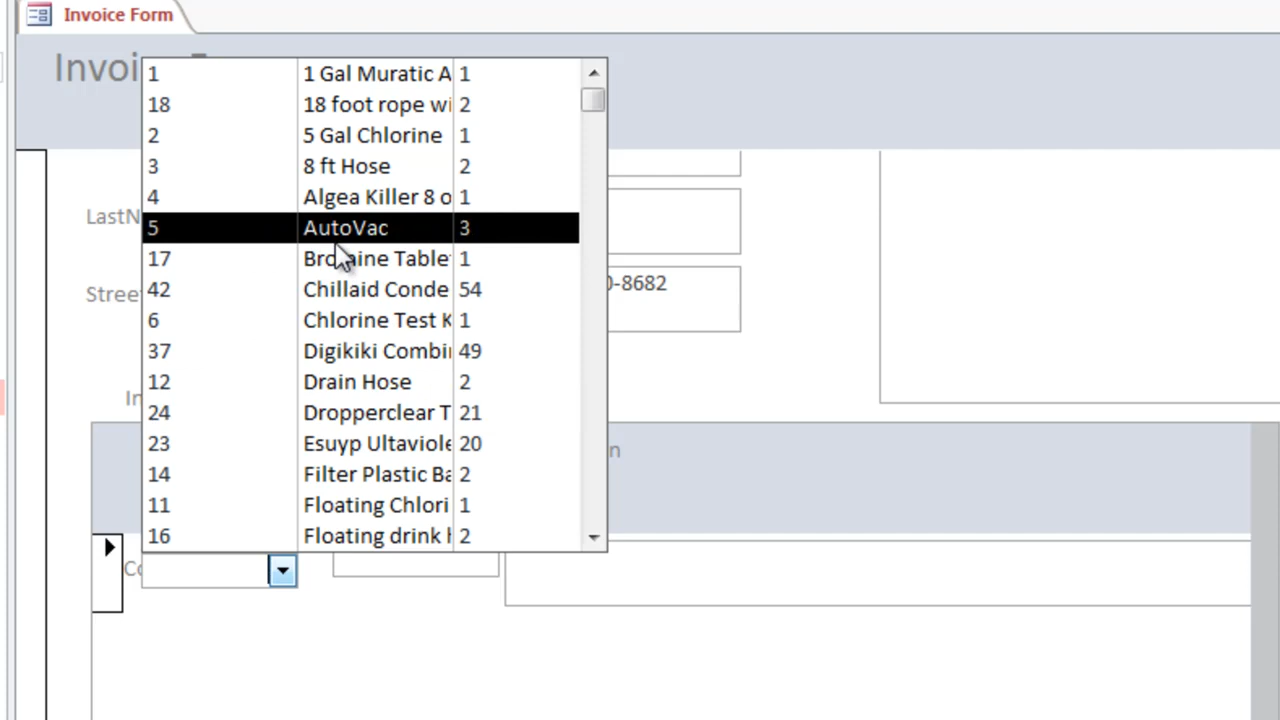 Invoice Form
Invoi
1 1 Gal Muratic A 1
18 18 foot rope wi 2
2 5 Gal Chlorine 1
3 8 ft Hose 2
4 Algea Killer 8 o 1
LastN
5 AutoVac 3
17 Bromine Table 1
42 Chillaid Conde 54
Stree
0-8682
6 Chlorine Test K 1
37 Digikiki Combi 49
12 Drain Hose 2
In
24 Dropperclear T 21
23 Esuyp Ultaviole 20
n
14 Filter Plastic Ba 2
11 Floating Chlori 1
16 Floating drink h 2
Co